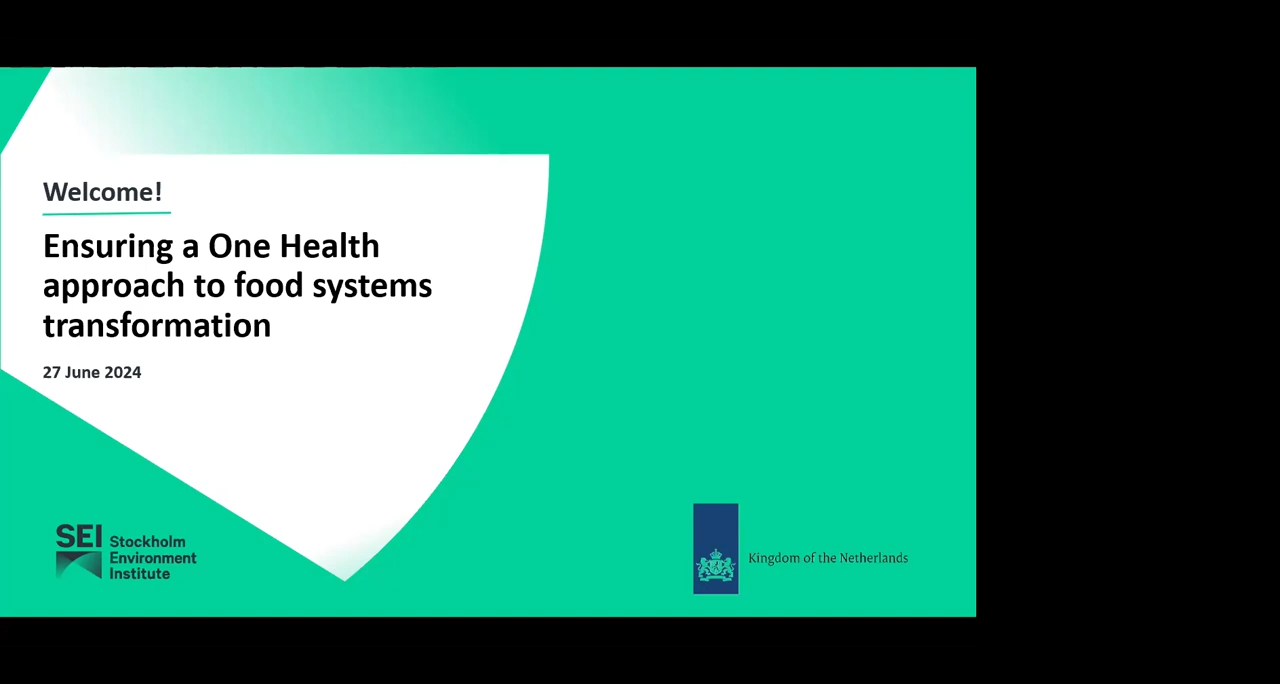 Welcome!
Ensuring a One Health
approach to food systems
transformation
27 June 2024
SEI Stockholm
Environment
Institute
Kingdom of the Netherlands